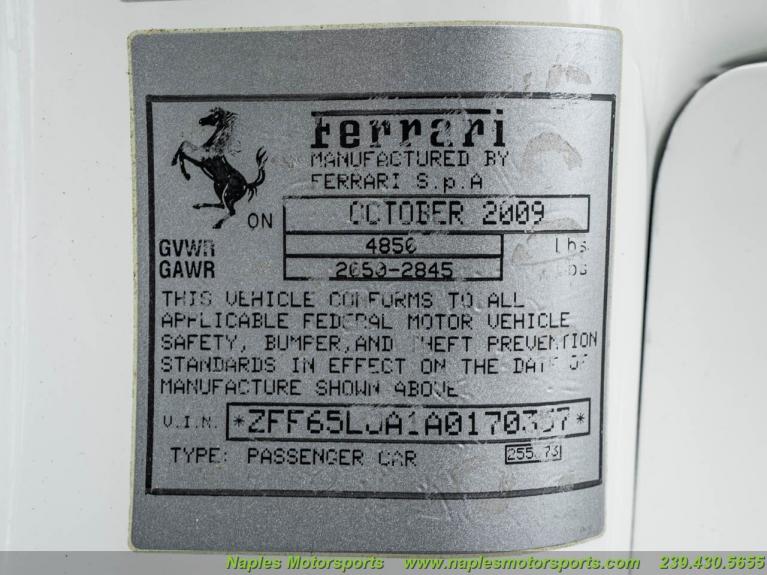 Ferrari
MANUFACTURED BY
FERRARI S.p.A
ON OCTOBER 2009
GVWR 4850 Lbs
GAWR 2050-2845
THIS VEHICLE CONFORMS TO ALL
APPLICABLE FEDERAL MOTOR VEHICLE
SAFETY, BUMPER,AND THEFT PREVENTION
STANDARDS IN EFFECT ON THE DATE OF
MANUFACTURE SHOWN ABOVE
V.I.N.
TYPE: PASSENGER CAR
Naples Motorsports www.naplesmotorsports.com 239.430.5655